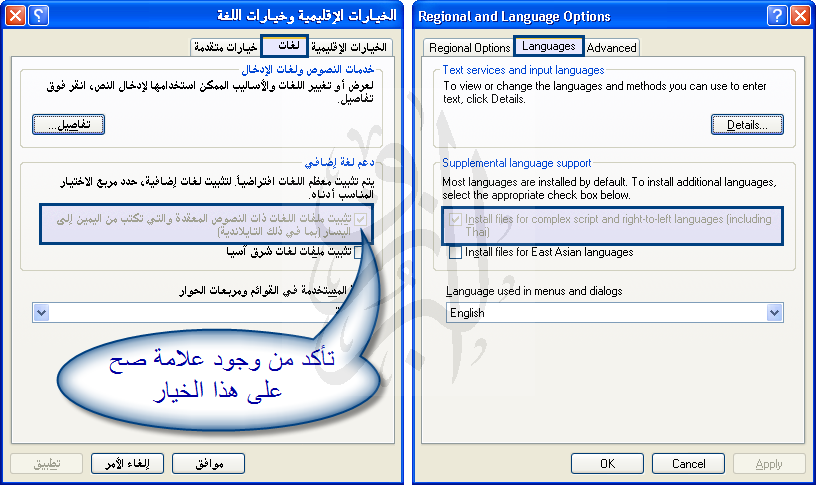 الخيارات الإقليمية وخيارات اللغة
الخيارات الإقليمية
لغات
خيارات متقدمة
خدمات النصوص ولغات الإدخال
لعرض أو تغيير اللغات والأساليب الممكن استخدامها لإدخال النص، انقر فوق
تفاصيل.
تفاصيل...
دعم لغة إضافي
يتم تثبيت معظم اللغات افتراضياً. لتثبيت لغات إضافية، حدد مربع الاختيار
المناسب أدناه.
تثبيت ملفات اللغات ذات النصوص المعقدة والتي تكتب من اليمين إلى
اليسار (بما في ذلك التايلاندية)
تثبيت ملفات لغات شرق آسيا
المستخدمة في القوائم ومربعات الحوار
تأكد من وجود علامة صح
على هذا الخيار
موافق
إلغاء الأمر
تطبيق
Regional and Language Options
Regional Options
Languages
Advanced
Text services and input languages
To view or change the languages and methods you can use to enter
text, click Details.
Details...
Supplemental language support
Most languages are installed by default. To install additional languages,
select the appropriate check box below.
Install files for complex script and right-to-left languages (including
Thai)
Install files for East Asian languages
Language used in menus and dialogs
English
OK
Cancel
Apply